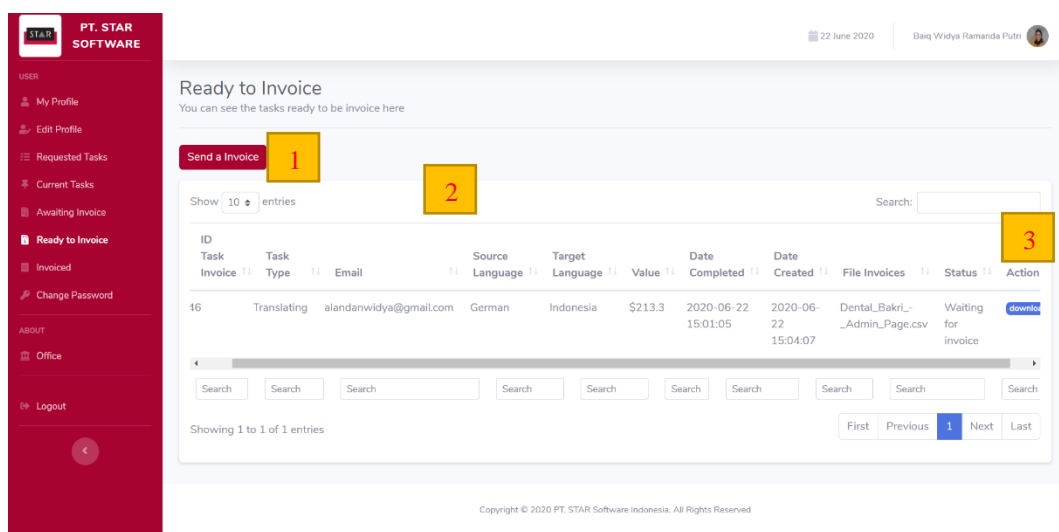 STAR
PT. STAR
SOFTWARE
22 June 2020
Baiq Widya Ramanda Putri
USER
My Profile
Edit Profile
Requested Tasks
Current Tasks
Awaiting Invoice
Ready to Invoice
Invoiced
Change Password
ABOUT
Office
Logout
Ready to Invoice
You can see the tasks ready to be invoice here
Send a Invoice
1
2
3
Show 10 entries
Search:
ID Task Invoice
Task Type
Email
Source Language
Target Language
Value
Date Completed
Date Created
File Invoices
Status
Action
46
Translating
alandanwidya@gmail.com
German
Indonesia
$213.3
2020-06-22 15:01:05
2020-06-22 15:04:07
Dental_Bakri_-_Admin_Page.csv
Waiting for invoice
downloa
Search
Search
Search
Search
Search
Search
Search
Search
Search
Search
Showing 1 to 1 of 1 entries
First Previous 1 Next Last
Copyright © 2020 PT. STAR Software Indonesia. All Rights Reserved